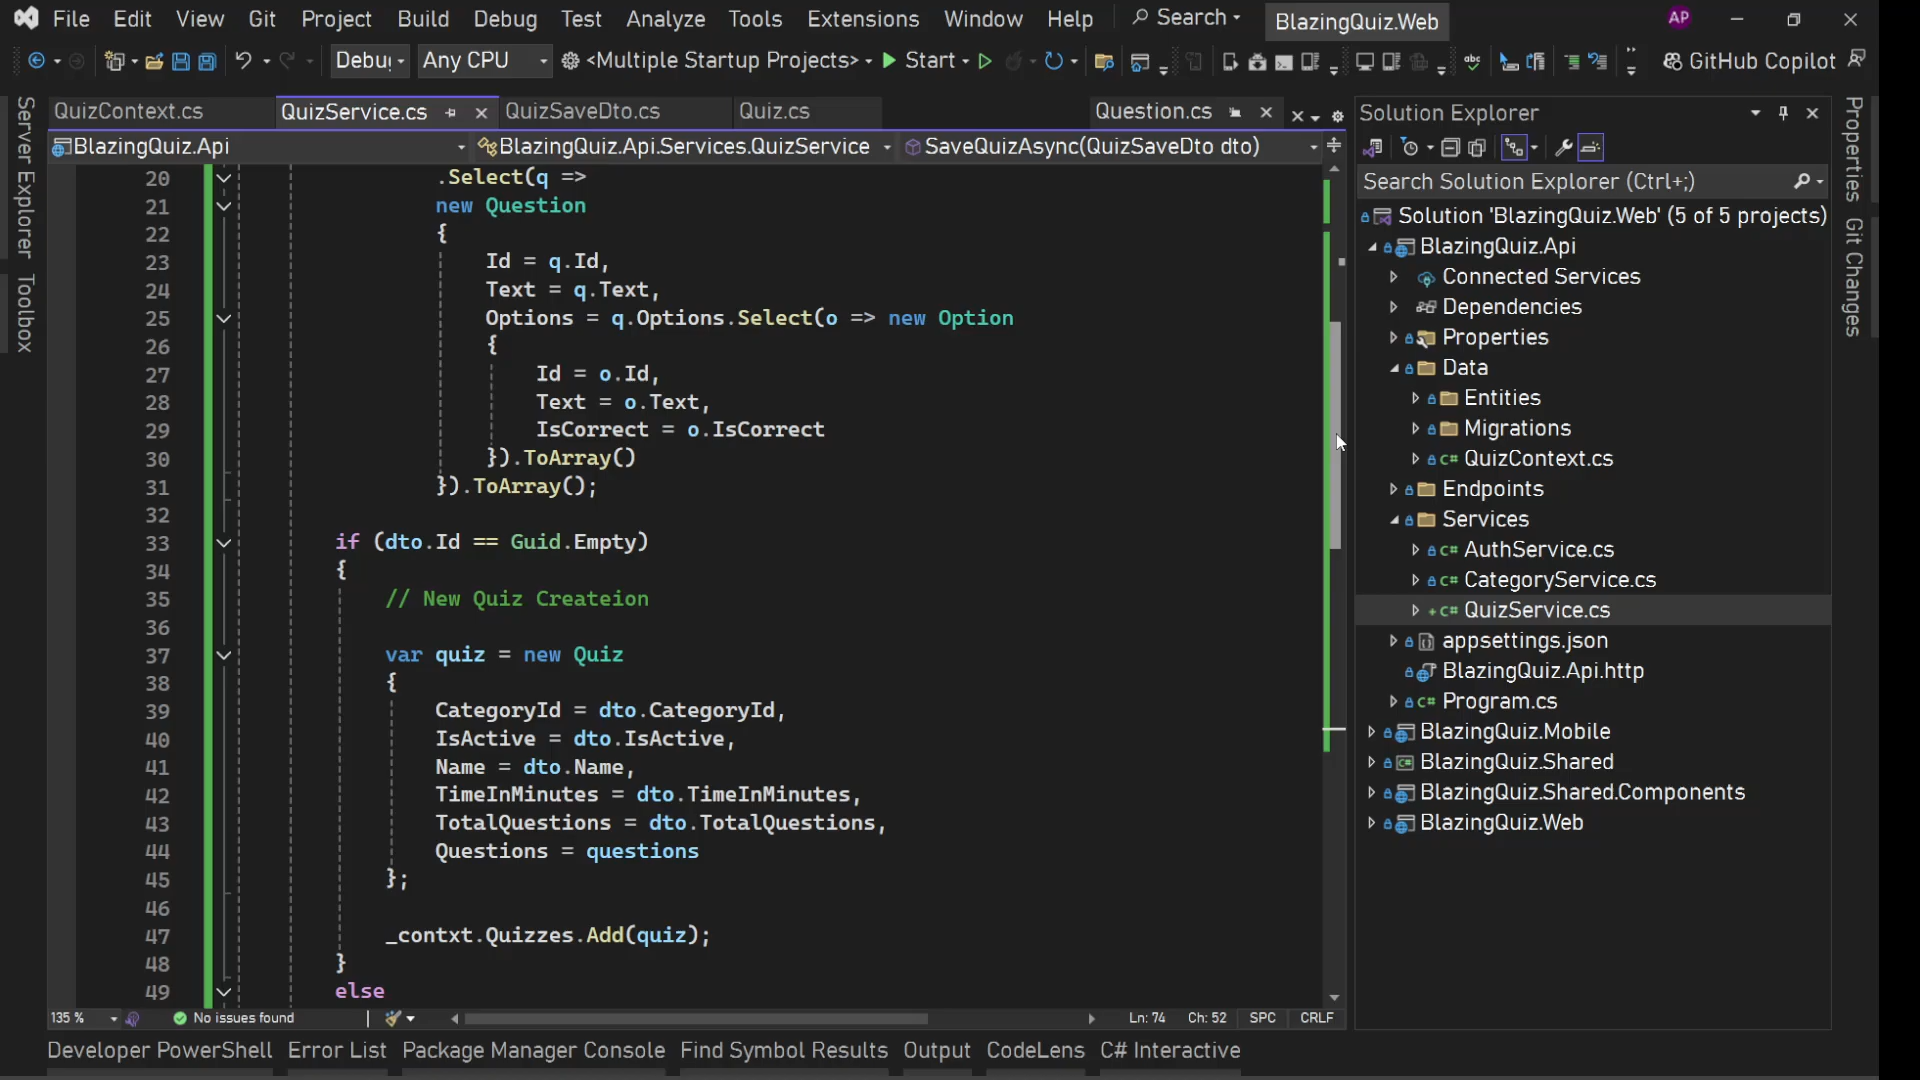 File Edit View Git Project Build Debug Test Analyze Tools Extensions Window Help Search BlazingQuiz.Web AP
Debu Any CPU <Multiple Startup Projects> Start GitHub Copilot
Server Explorer
Toolbox
QuizContext.cs QuizService.cs QuizSaveDto.cs Quiz.cs Question.cs
BlazingQuiz.Api BlazingQuiz.Api.Services.QuizService SaveQuizAsync(QuizSaveDto dto)
20 .Select(q =>
21 new Question
22 {
23 Id = q.Id,
24 Text = q.Text,
25 Options = q.Options.Select(o => new Option
26 {
27 Id = o.Id,
28 Text = o.Text,
29 IsCorrect = o.IsCorrect
30 }).ToArray()
31 }).ToArray();
32
33 if (dto.Id == Guid.Empty)
34 {
35 // New Quiz Createion
36
37 var quiz = new Quiz
38 {
39 CategoryId = dto.CategoryId,
40 IsActive = dto.IsActive,
41 Name = dto.Name,
42 TimeInMinutes = dto.TimeInMinutes,
43 TotalQuestions = dto.TotalQuestions,
44 Questions = questions
45 };
46
47 _contxt.Quizzes.Add(quiz);
48 }
49 else
135 % No issues found Ln: 74 Ch: 52 SPC CRLF
Developer PowerShell Error List Package Manager Console Find Symbol Results Output CodeLens C# Interactive
Solution Explorer
Search Solution Explorer (Ctrl+;)
Solution 'BlazingQuiz.Web' (5 of 5 projects)
BlazingQuiz.Api
Connected Services
Dependencies
Properties
Data
Entities
Migrations
C# QuizContext.cs
Endpoints
Services
C# AuthService.cs
C# CategoryService.cs
C# QuizService.cs
appsettings.json
BlazingQuiz.Api.http
C# Program.cs
BlazingQuiz.Mobile
BlazingQuiz.Shared
BlazingQuiz.Shared.Components
BlazingQuiz.Web
Properties
Git Changes